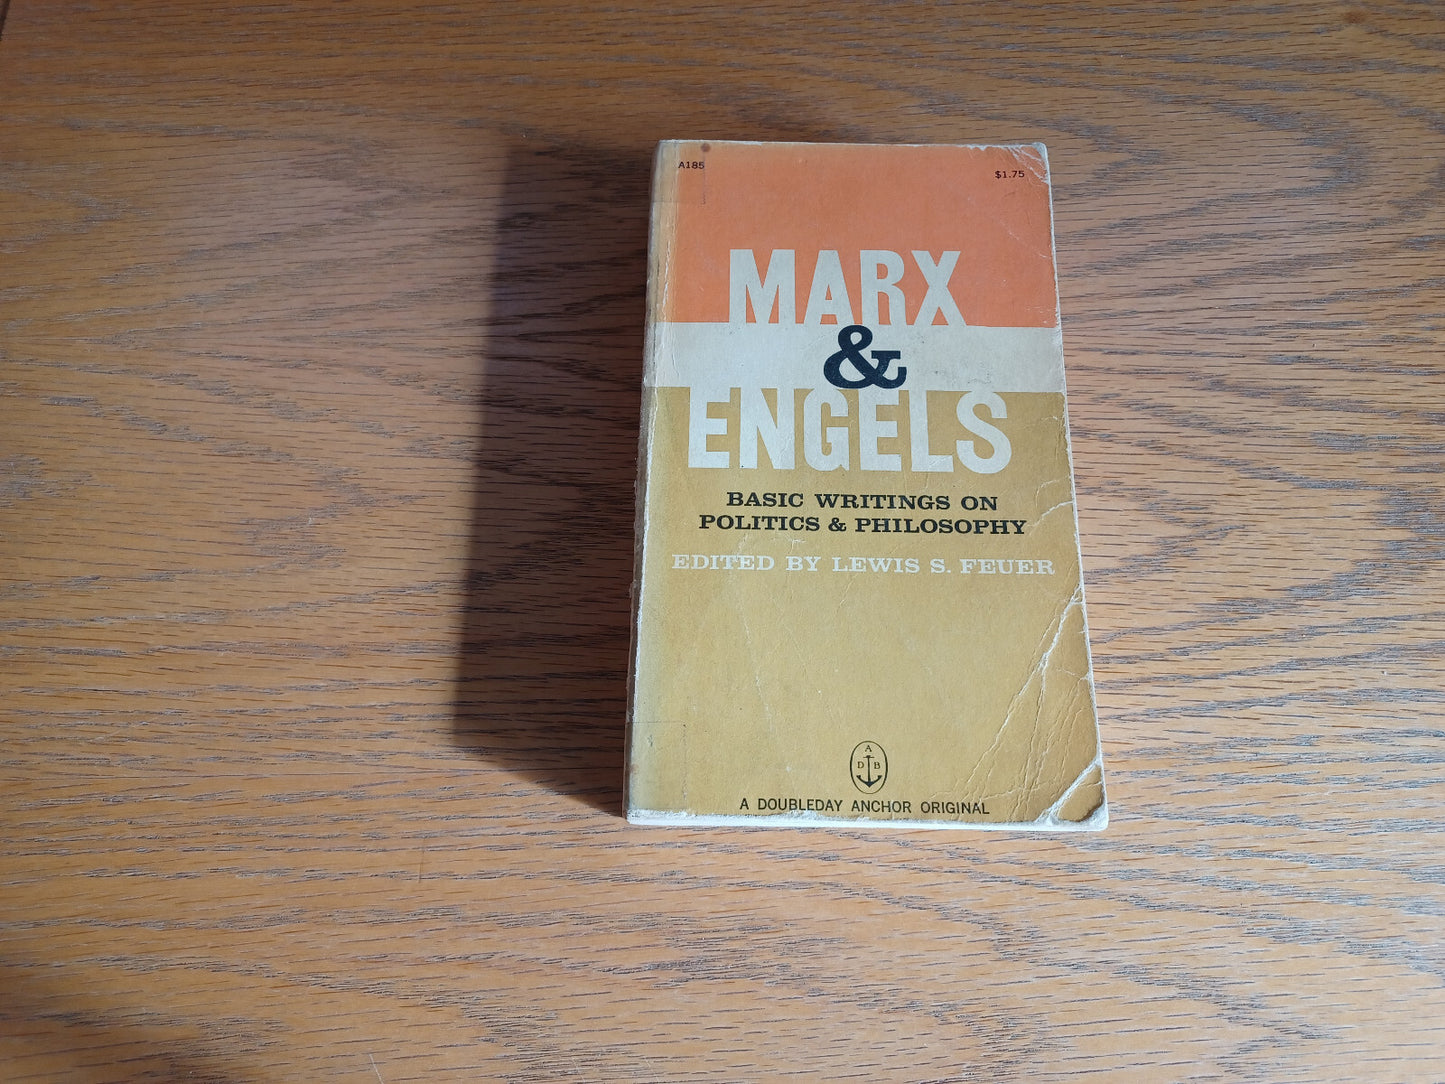 A185
$1.75
MARX
&
ENGELS
BASIC WRITINGS ON
POLITICS & PHILOSOPHY
EDITED BY LEWIS S. FEUER
A
D B
A DOUBLEDAY ANCHOR ORIGINAL